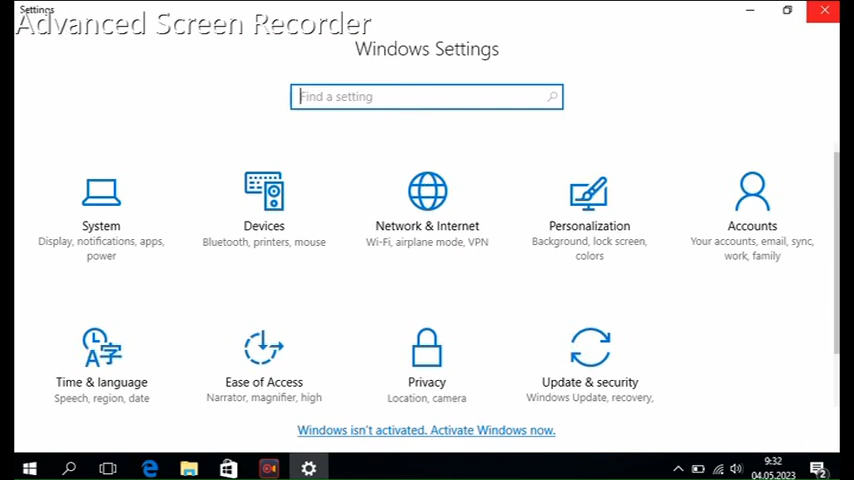 Settings
Advanced Screen Recorder
Windows Settings
Find a setting
System
Display, notifications, apps,
power
Devices
Bluetooth, printers, mouse
Network & Internet
Wi-Fi, airplane mode, VPN
Personalization
Background, lock screen,
colors
Accounts
Your accounts, email, sync,
work, family
Time & language
Speech, region, date
Ease of Access
Narrator, magnifier, high
Privacy
Location, camera
Update & security
Windows Update, recovery,
Windows isn't activated. Activate Windows now.
9:32
04.05.2023
2